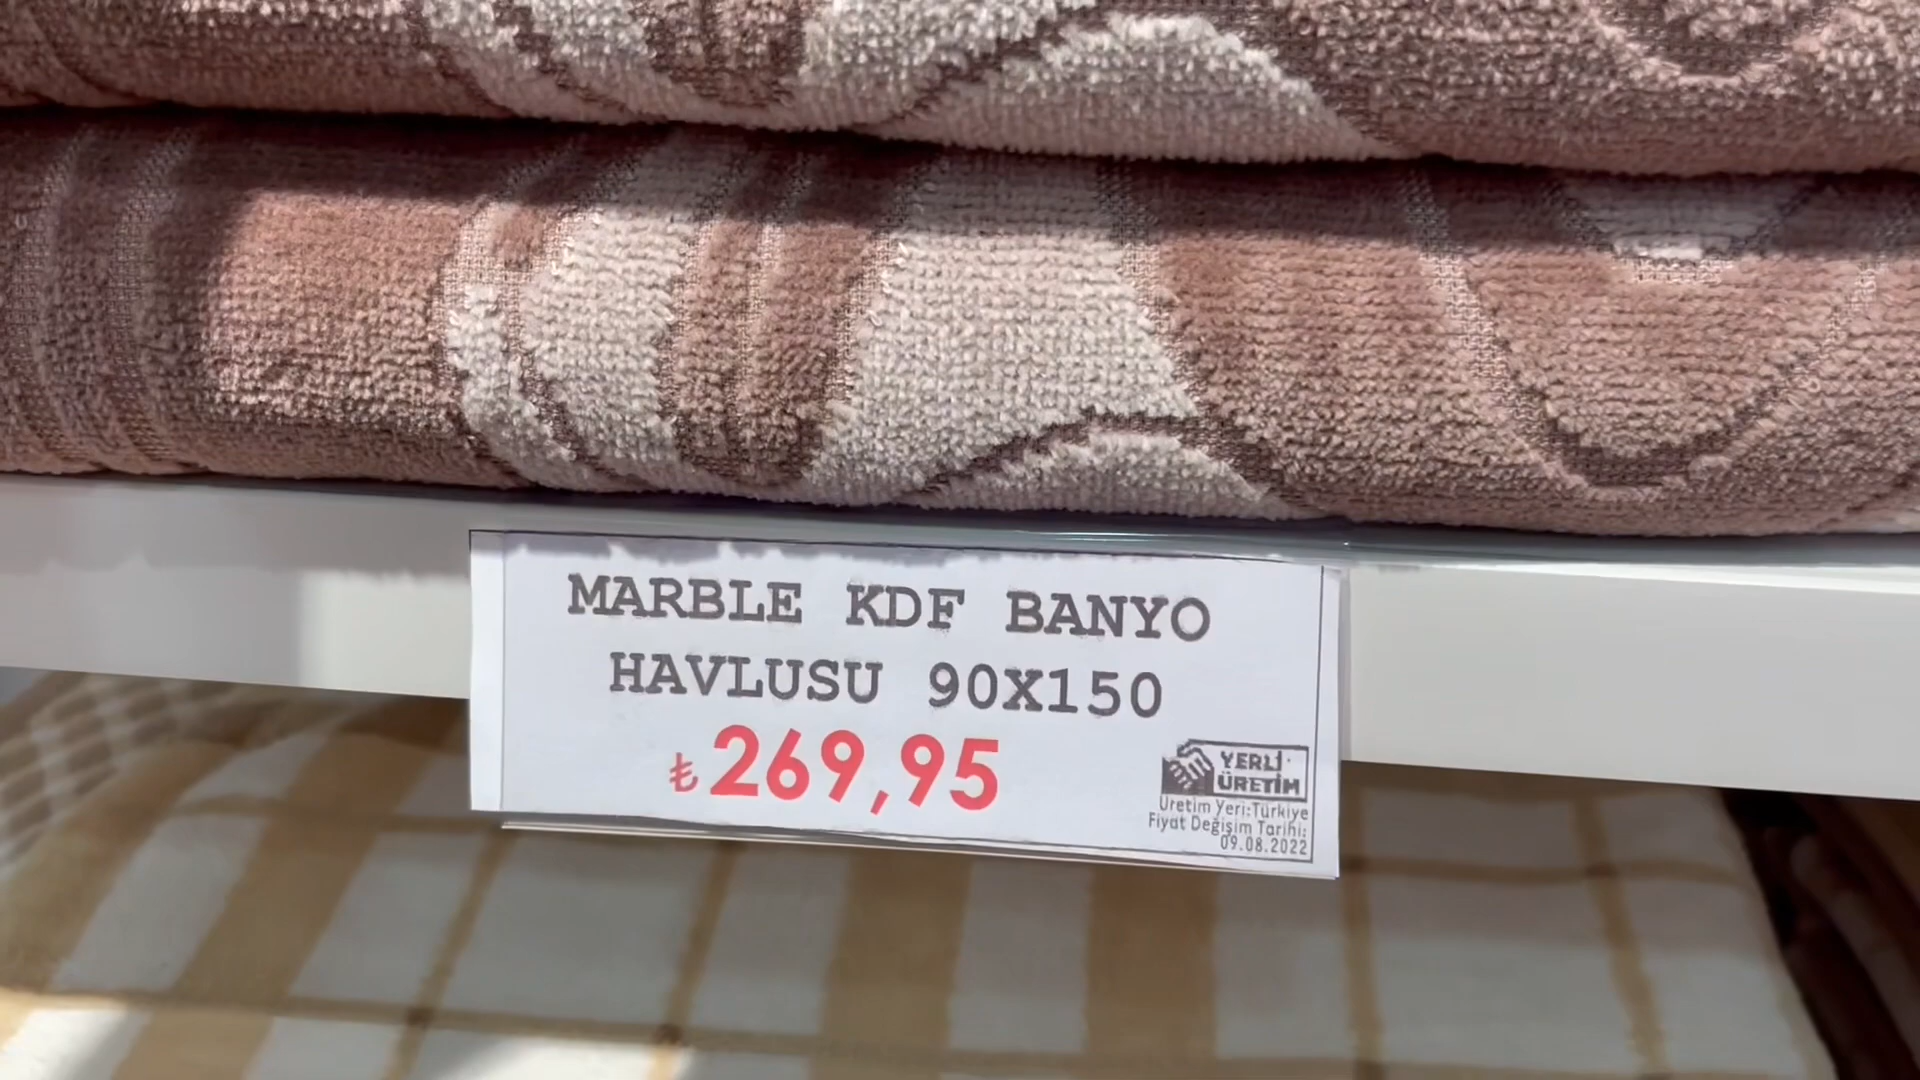 MARBLE KDF BANYO
HAVLUSU 90X150
₺269,95
YERLİ
ÜRETİM
Üretim Yeri:Türkiye
Fiyat Değişim Tarihi:
09.08.2022